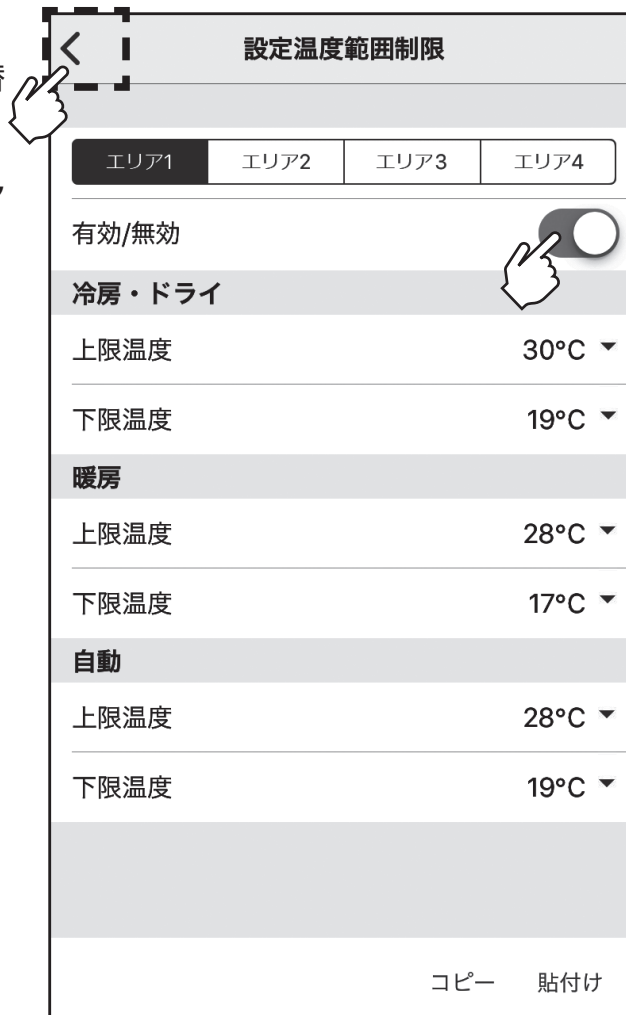 設定温度範囲制限
エリア1 エリア2 エリア3 エリア4
有効/無効
冷房・ドライ
上限温度 30°C
下限温度 19°C
暖房
上限温度 28°C
下限温度 17°C
自動
上限温度 28°C
下限温度 19°C
コピー 貼付け